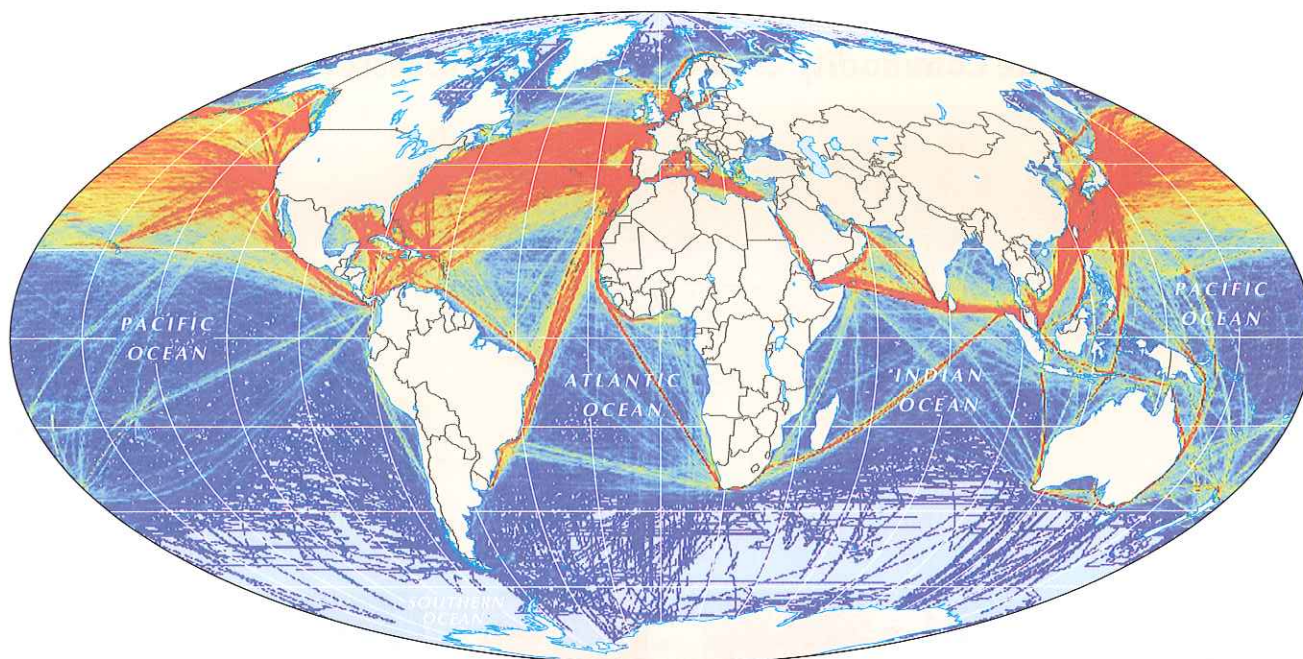 PACIFIC
OCEAN
ATLANTIC
OCEAN
INDIAN
OCEAN
PACIFIC
OCEAN
SOUTHERN
OCEAN